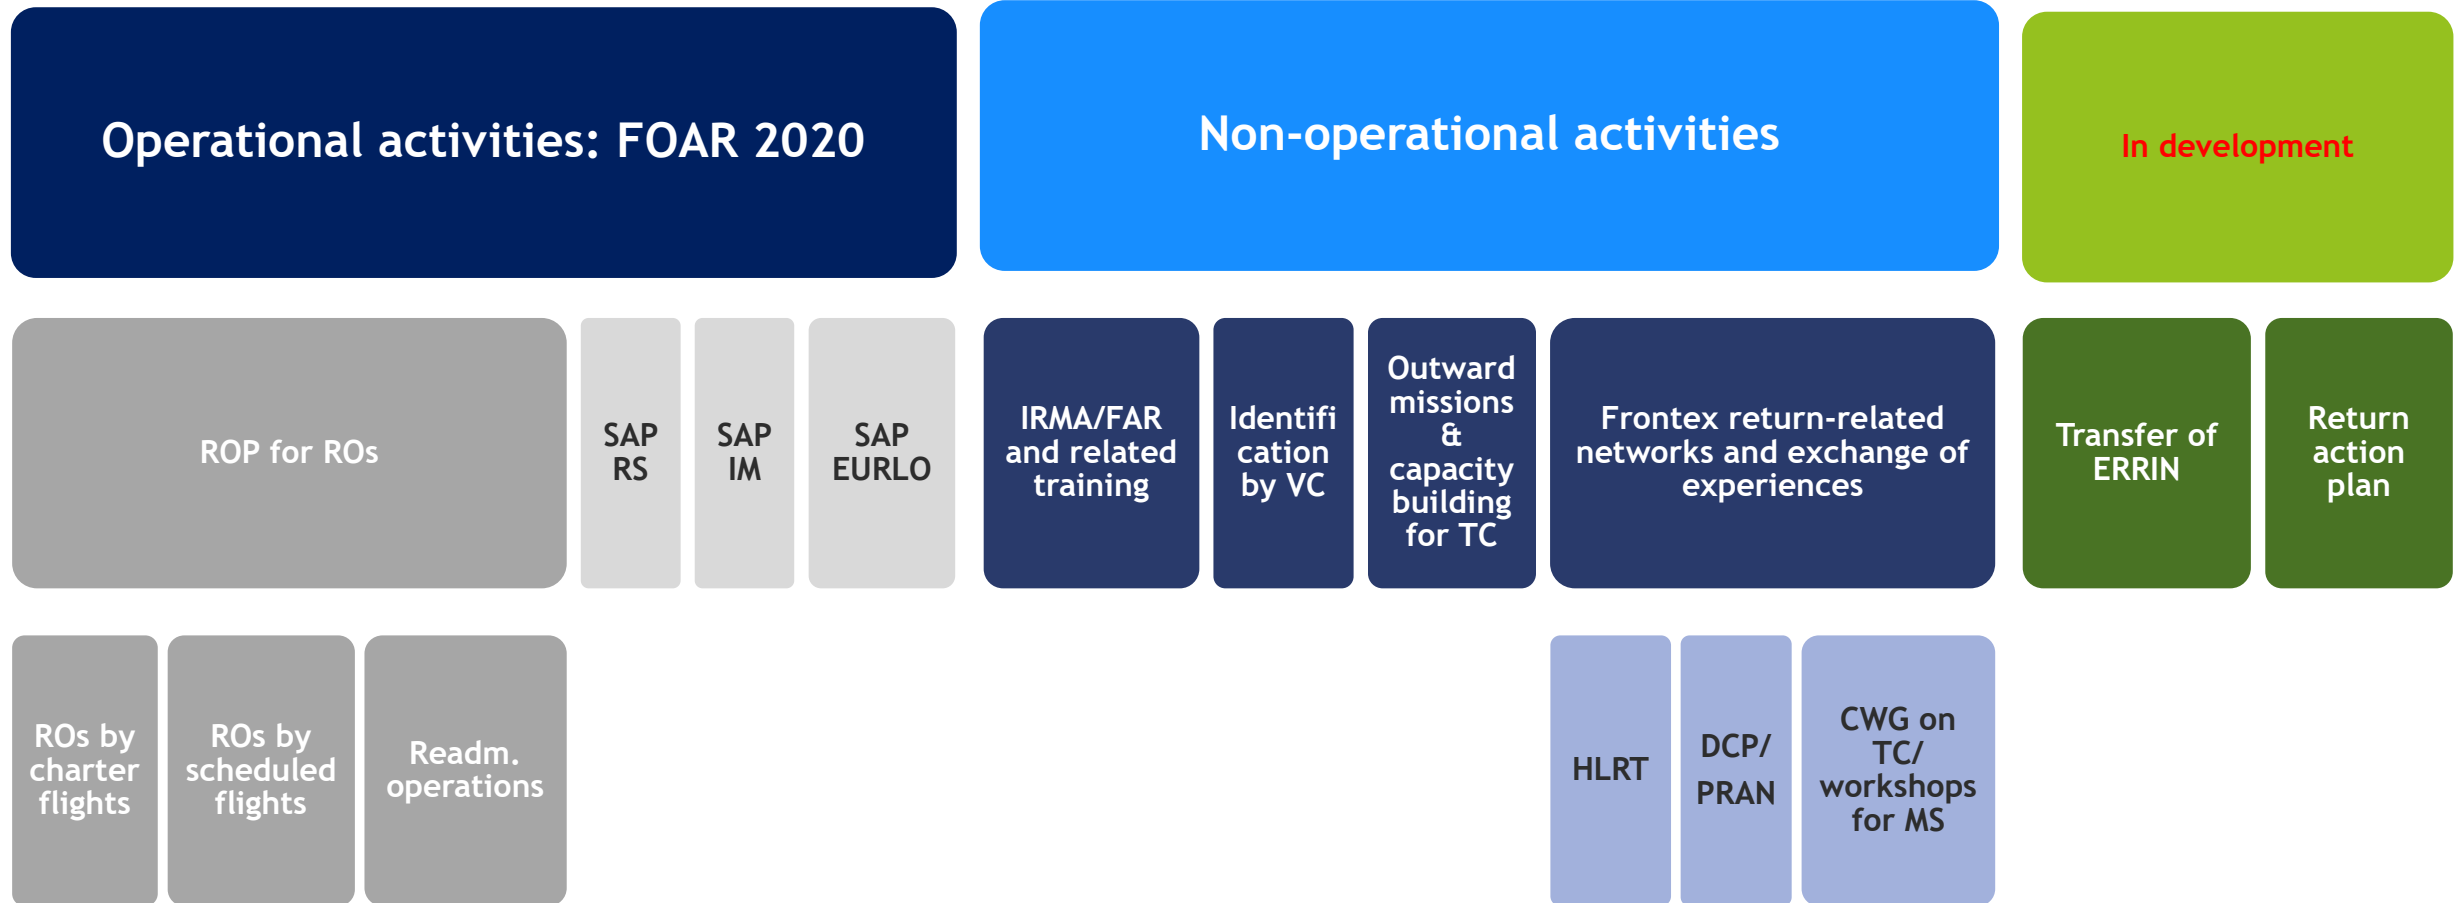 Operational activities: FOAR 2020
Non-operational activities
In development
ROP for ROs
SAP
RS
SAP
IM
SAP
EURLO
IRMA/FAR
and related
training
Identifi
cation
by VC
Outward
missions
&
capacity
building
for TC
Frontex return-related
networks and exchange of
experiences
Transfer of
ERRIN
Return
action
plan
ROs by
charter
flights
ROs by
scheduled
flights
Readm.
operations
HLRT
DCP/
PRAN
CWG on
TC/
workshops
for MS